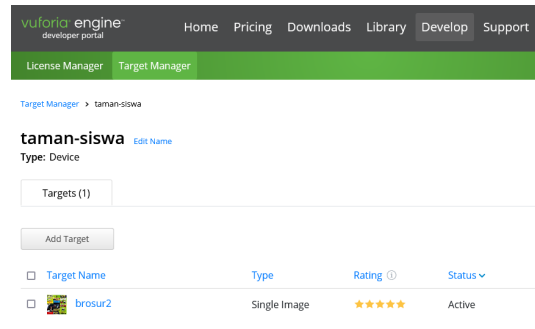 vuforia engine™ Home Pricing Downloads Library Develop Support
developer portal
License Manager Target Manager
Target Manager > taman-siswa
taman-siswa Edit Name
Type: Device
Targets (1)
Add Target
Target Name Type Rating Status
brosur2 Single Image Active